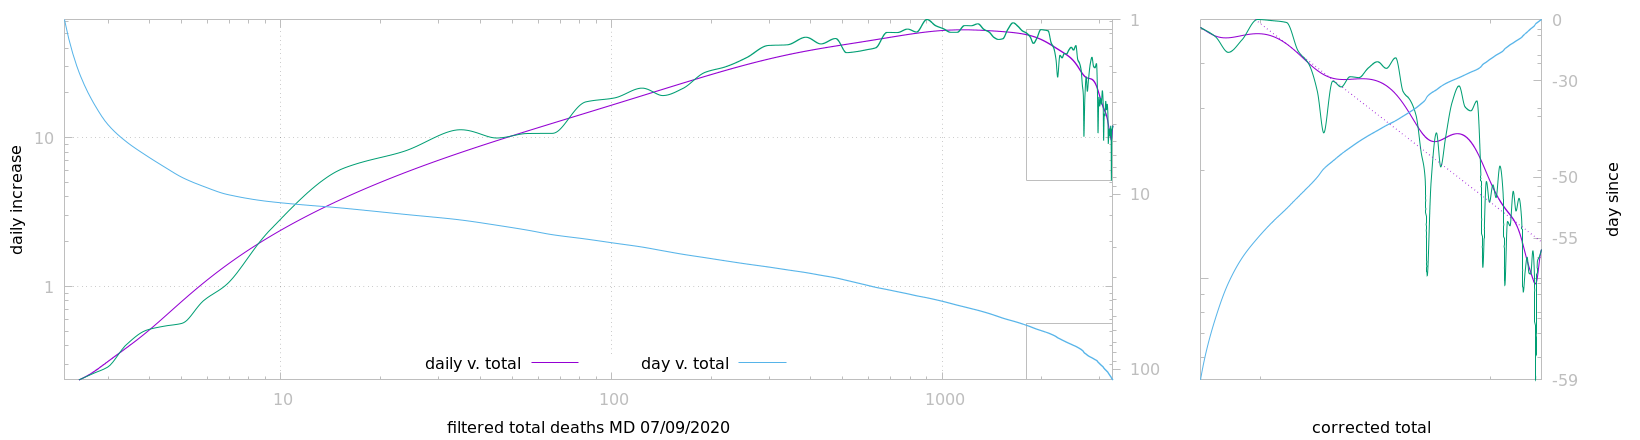 daily increase
10
1
daily v. total
day v. total
10
100
1000
1
10
100
filtered total deaths MD 07/09/2020
0
-30
-50
-55
-59
day since
corrected total